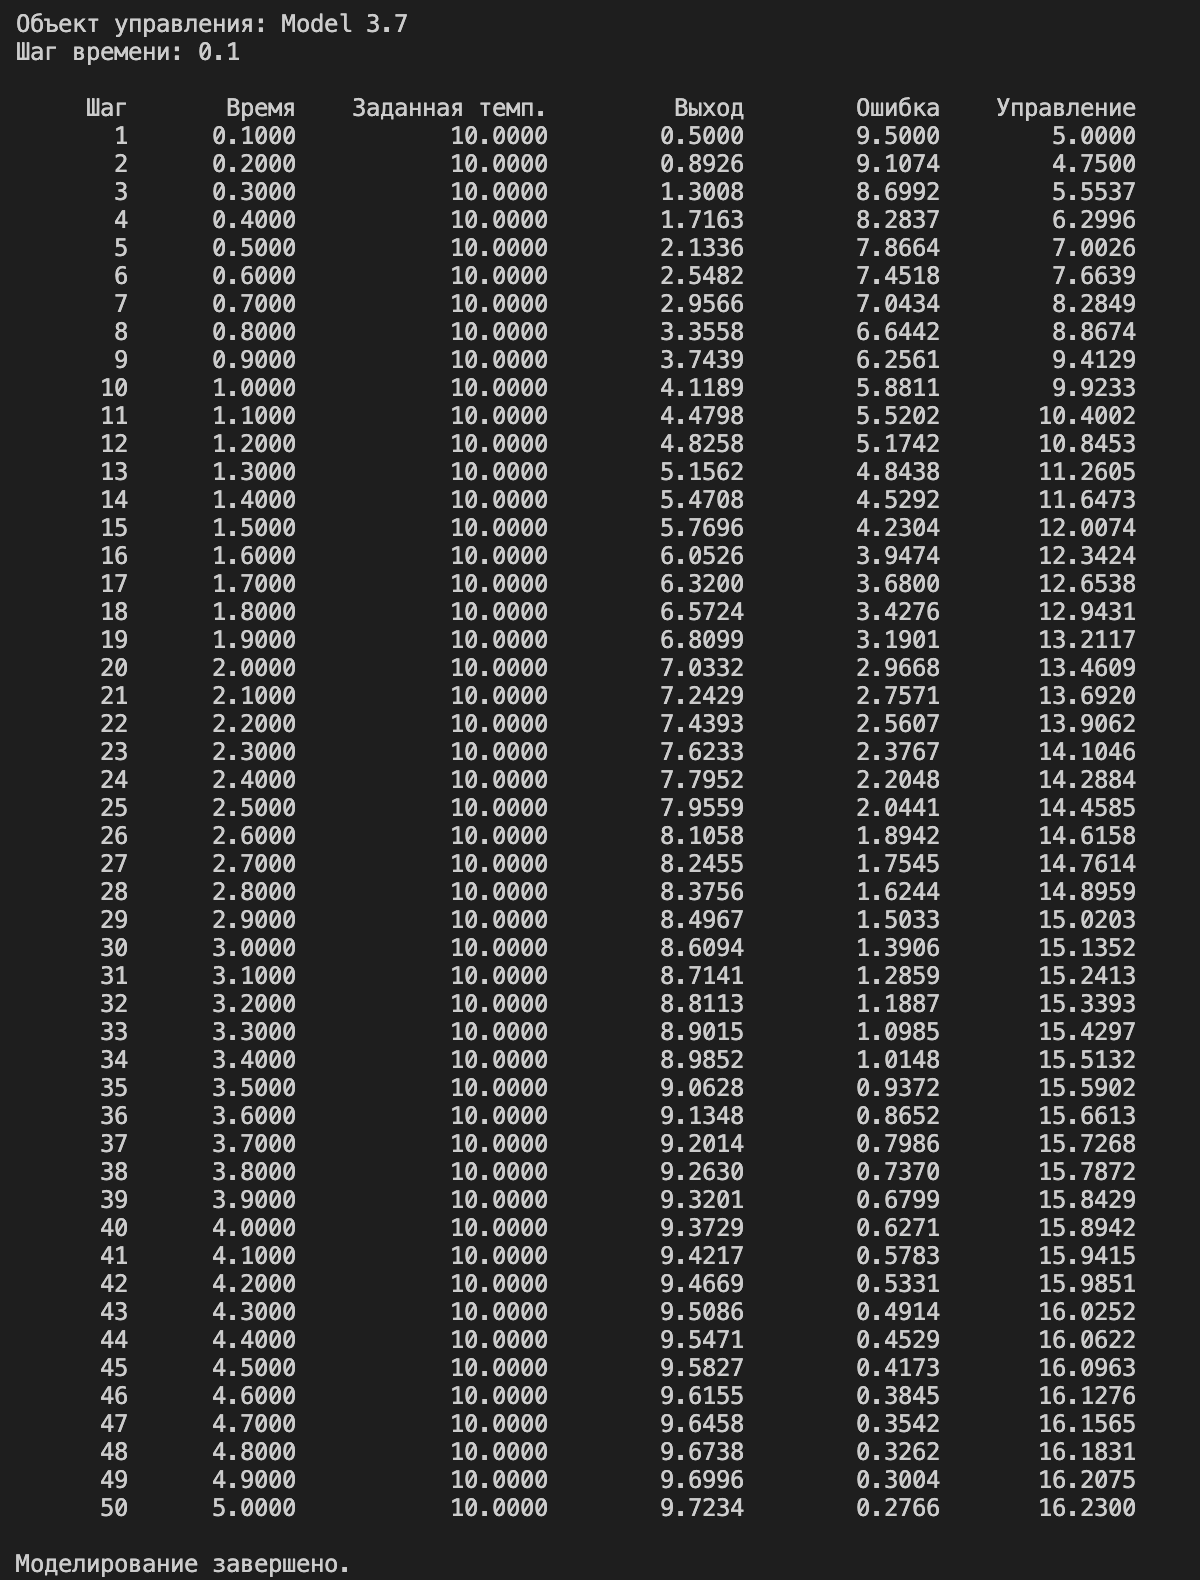 Объект управления: Model 3.7
Шаг времени: 0.1
Шаг Время Заданная темп. Выход Ошибка Управление
1 0.1000 10.0000 0.5000 9.5000 5.0000
2 0.2000 10.0000 0.8926 9.1074 4.7500
3 0.3000 10.0000 1.3008 8.6992 5.5537
4 0.4000 10.0000 1.7163 8.2837 6.2996
5 0.5000 10.0000 2.1336 7.8664 7.0026
6 0.6000 10.0000 2.5482 7.4518 7.6639
7 0.7000 10.0000 2.9566 7.0434 8.2849
8 0.8000 10.0000 3.3558 6.6442 8.8674
9 0.9000 10.0000 3.7439 6.2561 9.4129
10 1.0000 10.0000 4.1189 5.8811 9.9233
11 1.1000 10.0000 4.4798 5.5202 10.4002
12 1.2000 10.0000 4.8258 5.1742 10.8453
13 1.3000 10.0000 5.1562 4.8438 11.2605
14 1.4000 10.0000 5.4708 4.5292 11.6473
15 1.5000 10.0000 5.7696 4.2304 12.0074
16 1.6000 10.0000 6.0526 3.9474 12.3424
17 1.7000 10.0000 6.3200 3.6800 12.6538
18 1.8000 10.0000 6.5724 3.4276 12.9431
19 1.9000 10.0000 6.8099 3.1901 13.2117
20 2.0000 10.0000 7.0332 2.9668 13.4609
21 2.1000 10.0000 7.2429 2.7571 13.6920
22 2.2000 10.0000 7.4393 2.5607 13.9062
23 2.3000 10.0000 7.6233 2.3767 14.1046
24 2.4000 10.0000 7.7952 2.2048 14.2884
25 2.5000 10.0000 7.9559 2.0441 14.4585
26 2.6000 10.0000 8.1058 1.8942 14.6158
27 2.7000 10.0000 8.2455 1.7545 14.7614
28 2.8000 10.0000 8.3756 1.6244 14.8959
29 2.9000 10.0000 8.4967 1.5033 15.0203
30 3.0000 10.0000 8.6094 1.3906 15.1352
31 3.1000 10.0000 8.7141 1.2859 15.2413
32 3.2000 10.0000 8.8113 1.1887 15.3393
33 3.3000 10.0000 8.9015 1.0985 15.4297
34 3.4000 10.0000 8.9852 1.0148 15.5132
35 3.5000 10.0000 9.0628 0.9372 15.5902
36 3.6000 10.0000 9.1348 0.8652 15.6613
37 3.7000 10.0000 9.2014 0.7986 15.7268
38 3.8000 10.0000 9.2630 0.7370 15.7872
39 3.9000 10.0000 9.3201 0.6799 15.8429
40 4.0000 10.0000 9.3729 0.6271 15.8942
41 4.1000 10.0000 9.4217 0.5783 15.9415
42 4.2000 10.0000 9.4669 0.5331 15.9851
43 4.3000 10.0000 9.5086 0.4914 16.0252
44 4.4000 10.0000 9.5471 0.4529 16.0622
45 4.5000 10.0000 9.5827 0.4173 16.0963
46 4.6000 10.0000 9.6155 0.3845 16.1276
47 4.7000 10.0000 9.6458 0.3542 16.1565
48 4.8000 10.0000 9.6738 0.3262 16.1831
49 4.9000 10.0000 9.6996 0.3004 16.2075
50 5.0000 10.0000 9.7234 0.2766 16.2300
Моделирование завершено.